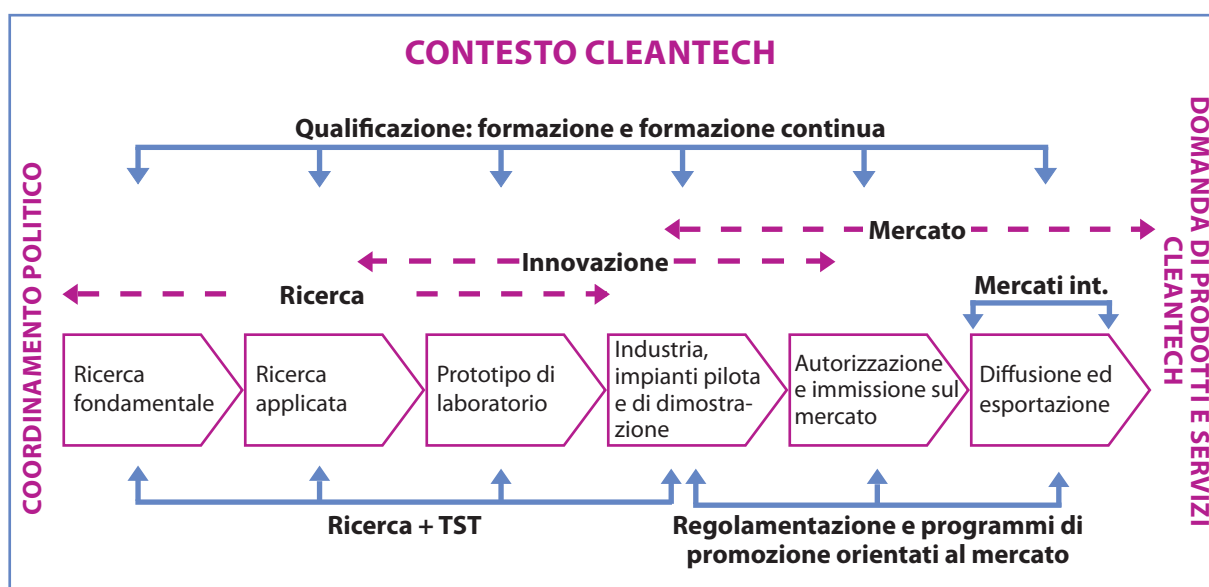 CONTESTO CLEANTECH
Qualificazione: formazione e formazione continua
COORDINAMENTO POLITICO
DOMANDA DI PRODOTTI E SERVIZI
CLEANTECH
Mercato
Innovazione
Ricerca
Mercati int.
Ricerca
fondamentale
Ricerca
applicata
Prototipo di
laboratorio
Industria,
impianti pilota
e di dimostra-
zione
Autorizzazione
e immissione sul
mercato
Diffusione ed
esportazione
Ricerca + TST
Regolamentazione e programmi di
promozione orientati al mercato